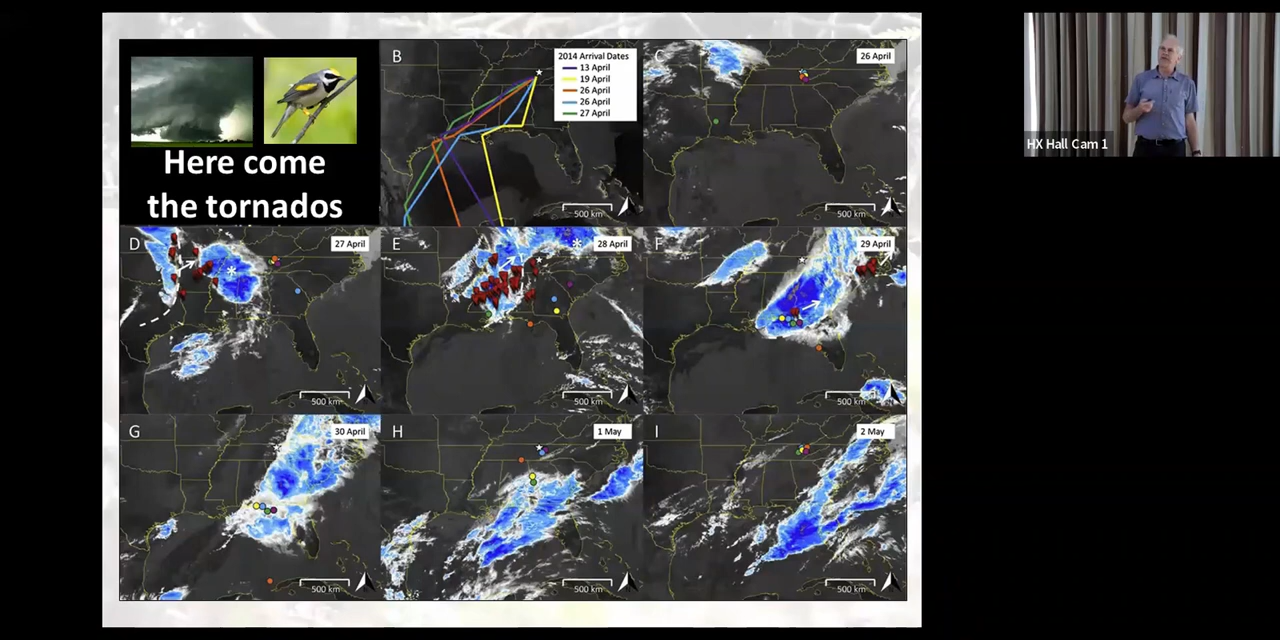 Here come
the tornados
B
2014 Arrival Dates
13 April
19 April
26 April
26 April
27 April
500 km
C
26 April
500 km
D
27 April
*
500 km
E
28 April
*
500 km
F
29 April
500 km
G
30 April
500 km
H
1 May
500 km
I
2 May
500 km
HX Hall Cam 1